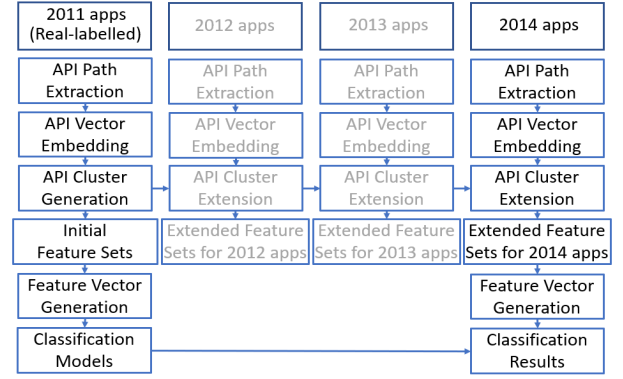 2011 apps
(Real-labelled)
2012 apps
2013 apps
2014 apps
API Path
Extraction
API Path
Extraction
API Path
Extraction
API Path
Extraction
API Vector
Embedding
API Vector
Embedding
API Vector
Embedding
API Vector
Embedding
API Cluster
Generation
API Cluster
Extension
API Cluster
Extension
API Cluster
Extension
Initial
Feature Sets
Extended Feature
Sets for 2012 apps
Extended Feature
Sets for 2013 apps
Extended Feature
Sets for 2014 apps
Feature Vector
Generation
Feature Vector
Generation
Classification
Models
Classification
Results